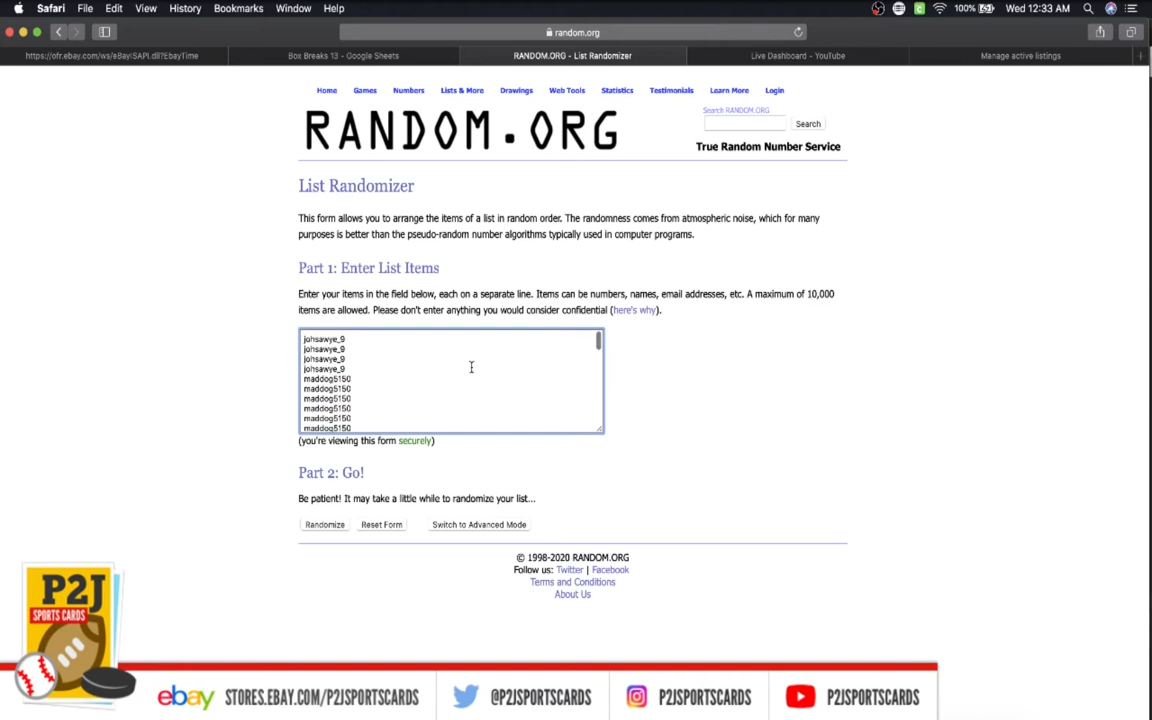 Safari File Edit View History Bookmarks Window Help 100% Wed 12:33 AM
random.org
https://ofr.ebay.com/ws/eBayISAPI.dll?EbayTime Box Breaks 13 - Google Sheets RANDOM.ORG - List Randomizer Live Dashboard - YouTube Manage active listings
Home Games Numbers Lists & More Drawings Web Tools Statistics Testimonials Learn More Login
RANDOM.ORG
Search RANDOM.ORG
Search
True Random Number Service
List Randomizer
This form allows you to arrange the items of a list in random order. The randomness comes from atmospheric noise, which for many
purposes is better than the pseudo-random number algorithms typically used in computer programs.
Part 1: Enter List Items
Enter your items in the field below, each on a separate line. Items can be numbers, names, email addresses, etc. A maximum of 10,000
items are allowed. Please don't enter anything you would consider confidential (here's why).
johsawye_9
johsawye_9
johsawye_9
johsawye_9
maddog5150
maddog5150
maddog5150
maddog5150
maddog5150
maddog5150
(you're viewing this form securely)
Part 2: Go!
Be patient! It may take a little while to randomize your list...
Randomize Reset Form Switch to Advanced Mode
© 1998-2020 RANDOM.ORG
Follow us: Twitter | Facebook
Terms and Conditions
About Us
P2J
SPORTS CARDS
ebay STORES.EBAY.COM/P2JSPORTSCARDS @P2JSPORTSCARDS P2JSPORTSCARDS P2JSPORTSCARDS